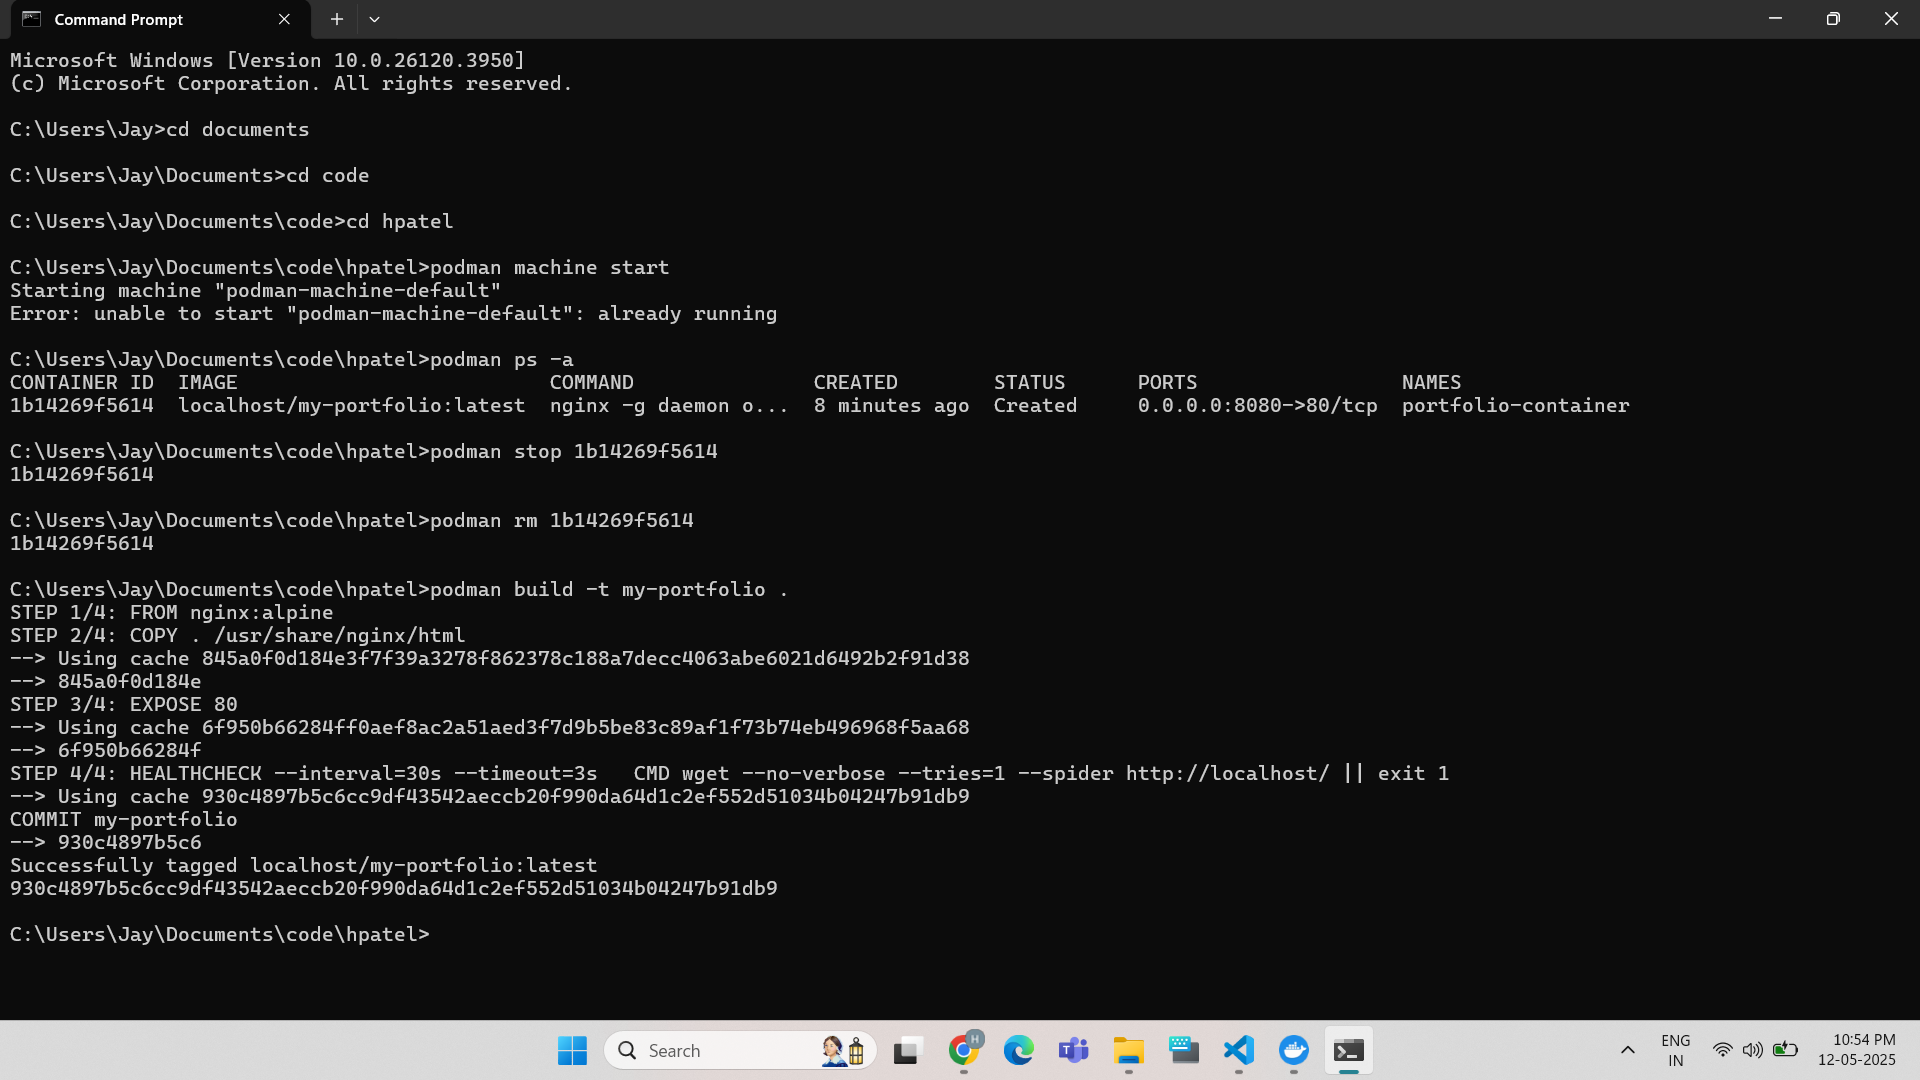 Command Prompt
Microsoft Windows [Version 10.0.26120.3950]
(c) Microsoft Corporation. All rights reserved.
C:\Users\Jay>cd documents
C:\Users\Jay\Documents>cd code
C:\Users\Jay\Documents\code>cd hpatel
C:\Users\Jay\Documents\code\hpatel>podman machine start
Starting machine "podman-machine-default"
Error: unable to start "podman-machine-default": already running
C:\Users\Jay\Documents\code\hpatel>podman ps -a
CONTAINER ID  IMAGE                          COMMAND               CREATED        STATUS      PORTS                 NAMES
1b14269f5614  localhost/my-portfolio:latest  nginx -g daemon o...  8 minutes ago  Created     0.0.0.0:8080->80/tcp  portfolio-container
C:\Users\Jay\Documents\code\hpatel>podman stop 1b14269f5614
1b14269f5614
C:\Users\Jay\Documents\code\hpatel>podman rm 1b14269f5614
1b14269f5614
C:\Users\Jay\Documents\code\hpatel>podman build -t my-portfolio .
STEP 1/4: FROM nginx:alpine
STEP 2/4: COPY . /usr/share/nginx/html
--> Using cache 845a0f0d184e3f7f39a3278f862378c188a7decc4063abe6021d6492b2f91d38
--> 845a0f0d184e
STEP 3/4: EXPOSE 80
--> Using cache 6f950b66284ff0aef8ac2a51aed3f7d9b5be83c89af1f73b74eb496968f5aa68
--> 6f950b66284f
STEP 4/4: HEALTHCHECK --interval=30s --timeout=3s   CMD wget --no-verbose --tries=1 --spider http://localhost/ || exit 1
--> Using cache 930c4897b5c6cc9df43542aeccb20f990da64d1c2ef552d51034b04247b91db9
COMMIT my-portfolio
--> 930c4897b5c6
Successfully tagged localhost/my-portfolio:latest
930c4897b5c6cc9df43542aeccb20f990da64d1c2ef552d51034b04247b91db9
C:\Users\Jay\Documents\code\hpatel>
Search
H
T
ENG
IN
10:54 PM
12-05-2025